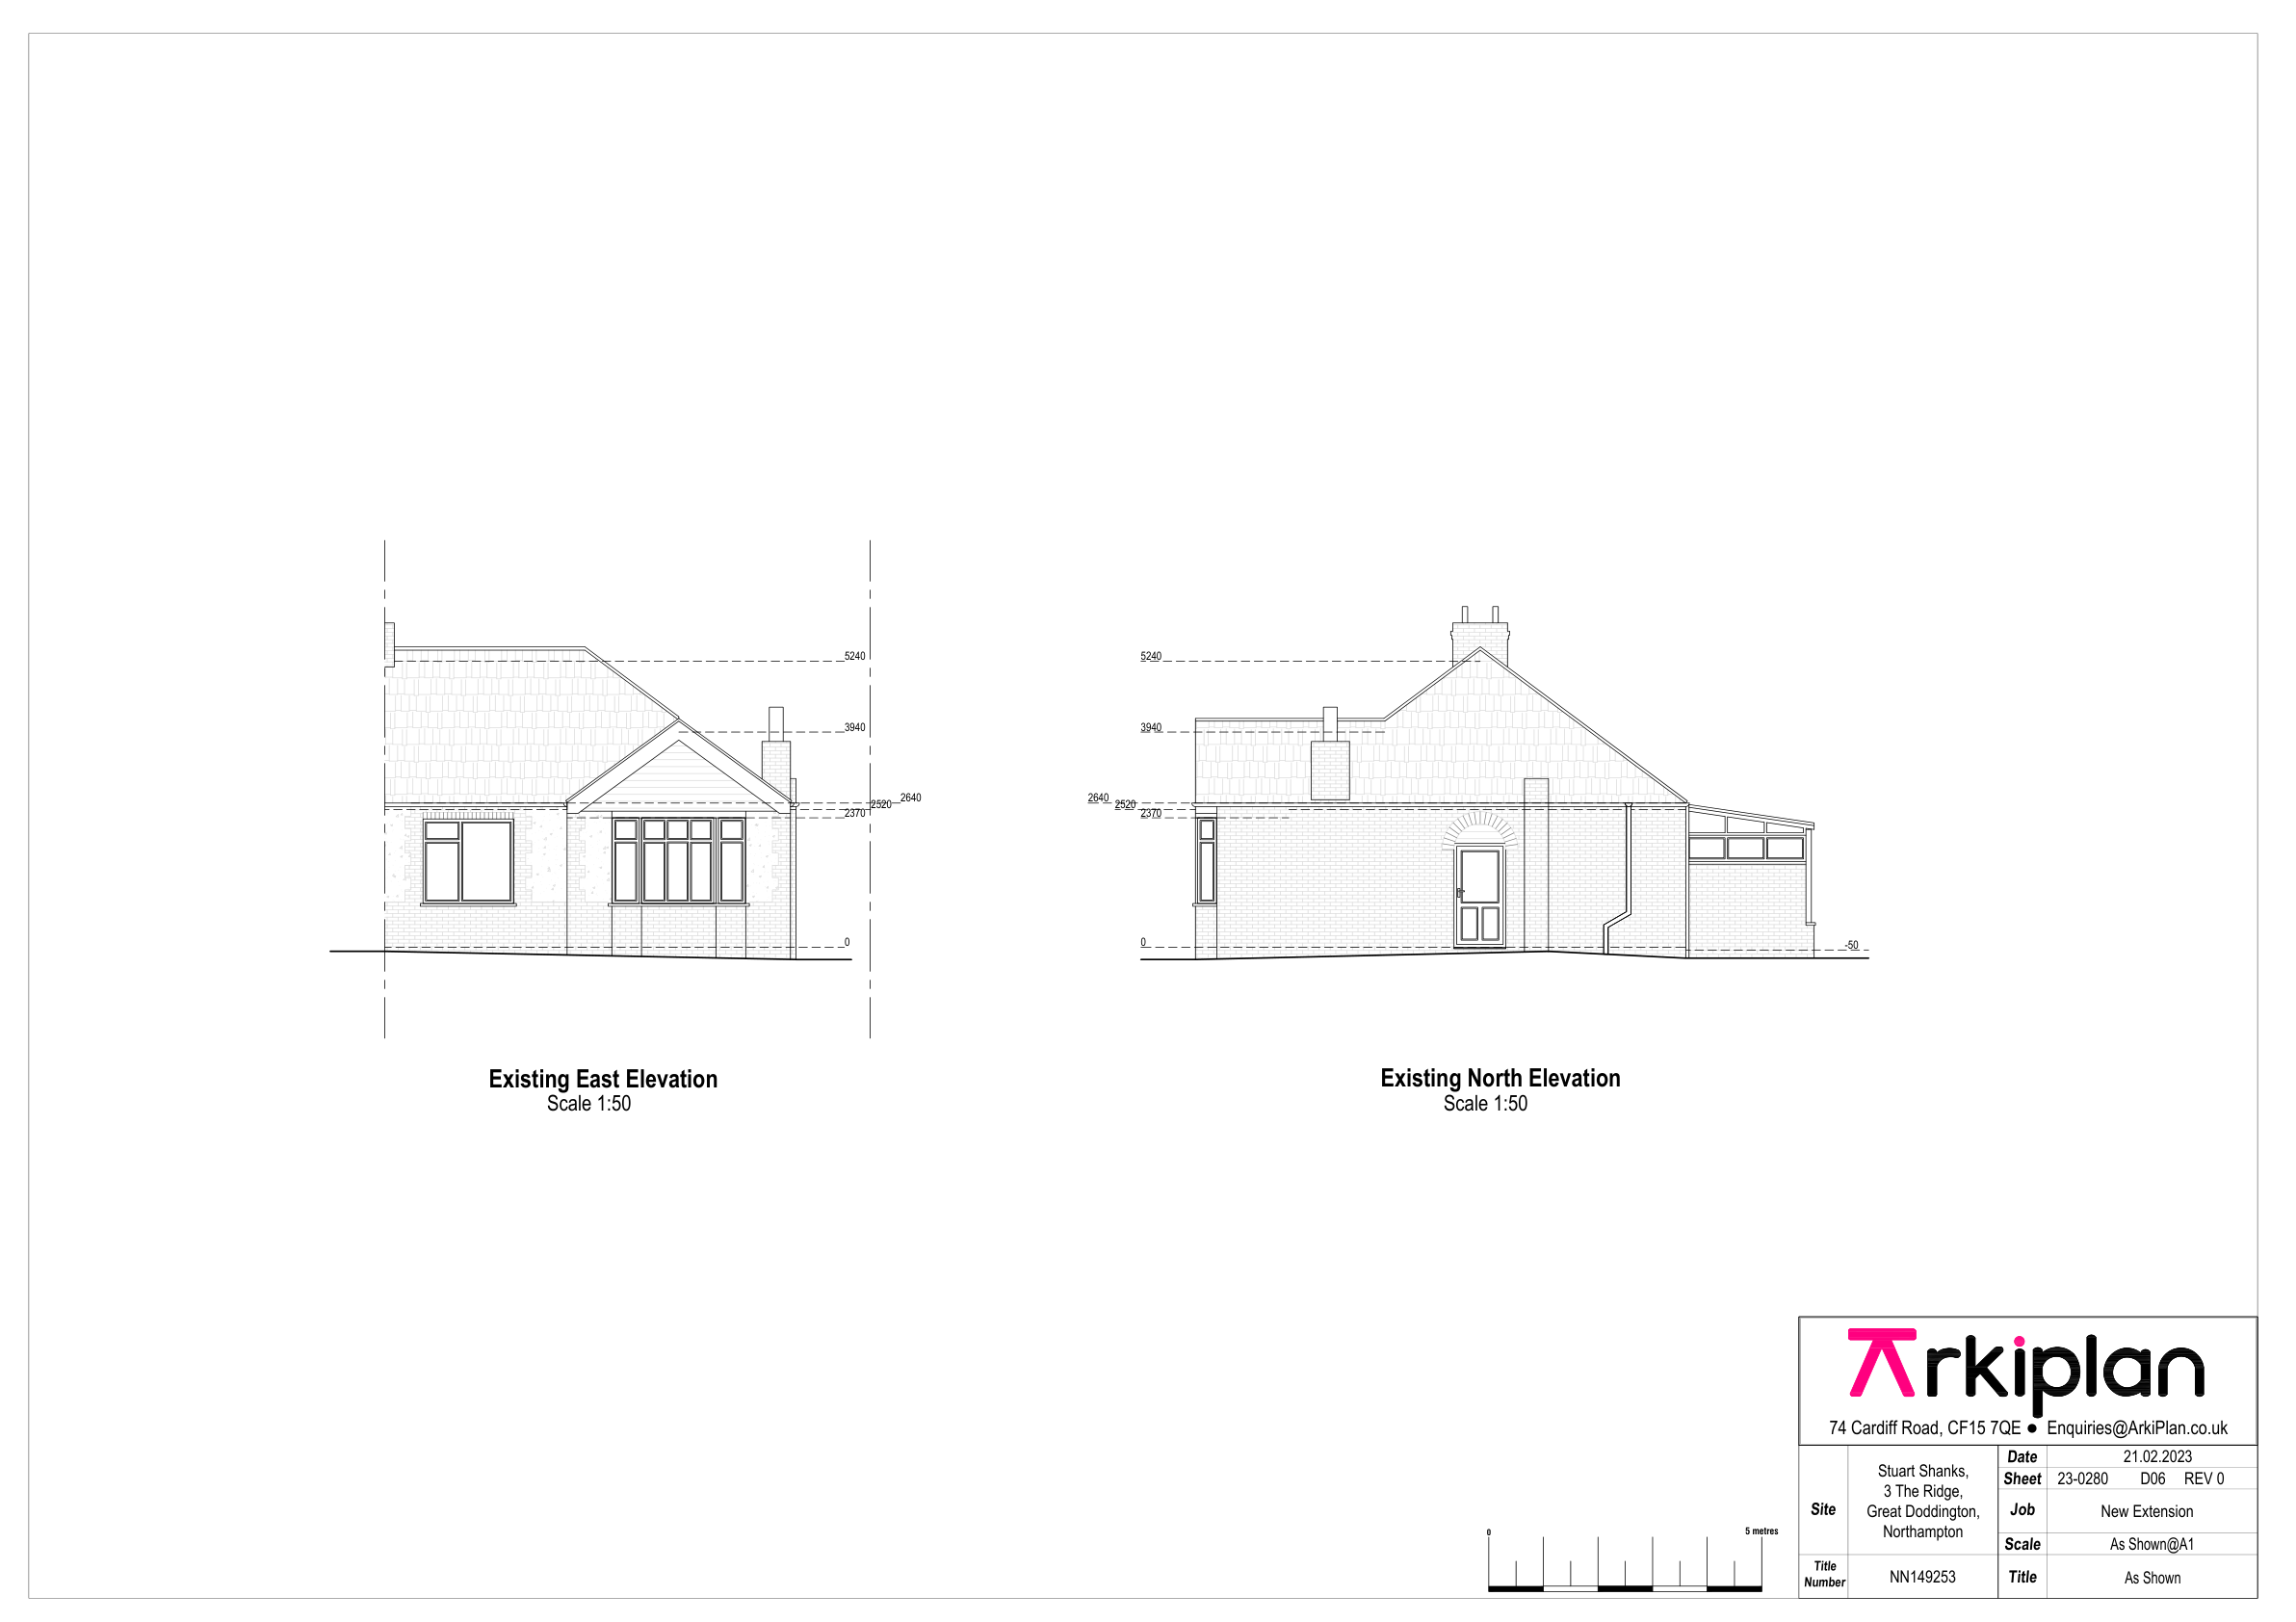 5240
3940
2640
2520
2370
0
Existing East Elevation
Scale 1:50
5240
3940
2640
2520
2370
0
-50
Existing North Elevation
Scale 1:50
0
5 metres
Arkiplan
74 Cardiff Road, CF15 7QE ● Enquiries@ArkiPlan.co.uk
Site
Stuart Shanks,
3 The Ridge,
Great Doddington,
Northampton
Title
Number
NN149253
Date
21.02.2023
Sheet
23-0280 D06 REV 0
Job
New Extension
Scale
As Shown@A1
Title
As Shown